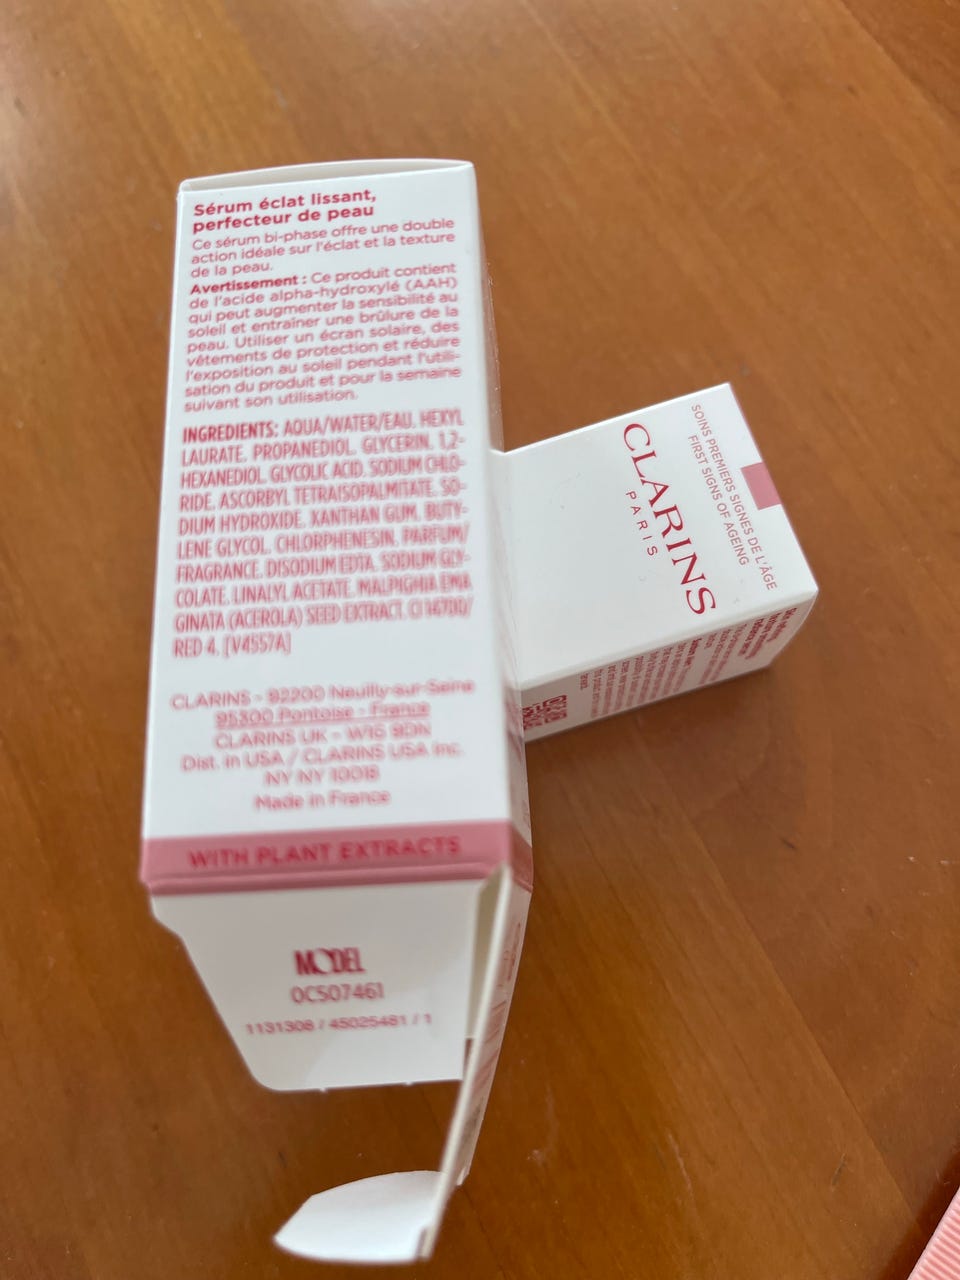 Sérum éclat lissant,
perfecteur de peau
Ce sérum bi-phase offre une double
action idéale sur l'éclat et la texture
de la peau.
Avertissement : Ce produit contient
de l'acide alpha-hydroxylé (AAH)
qui peut augmenter la sensibilité au
soleil et entraîner une brûlure de la
peau. Utiliser un écran solaire, des
vêtements de protection et réduire
l'exposition au soleil pendant l'utili-
sation du produit et pour la semaine
suivant son utilisation.
INGREDIENTS: AQUA/WATER/EAU. HEXYL
LAURATE. PROPANEDIOL. GLYCERIN. 1,2-
HEXANEDIOL. GLYCOLIC ACID. SODIUM CHLO-
RIDE. ASCORBYL TETRAISOPALMITATE. SO-
DIUM HYDROXIDE. XANTHAN GUM. BUTY-
LENE GLYCOL. CHLORPHENESIN. PARFUM/
FRAGRANCE. DISODIUM EDTA. SODIUM GLY-
COLATE. LINALYL ACETATE. MALPIGHIA EMA
GINATA (ACEROLA) SEED EXTRACT. CI 14700/
RED 4. [V4557A]
CLARINS - 92200 Neuilly-sur-Seine
95300 Pontoise - France
CLARINS UK - W1G 9DN
Dist. in USA / CLARINS USA Inc.
NY NY 10018
Made in France
WITH PLANT EXTRACTS
MODEL
0CS07461
1131308 / 45025481 / 1
SOINS PREMIERS SIGNES DE L'ÂGE
FIRST SIGNS OF AGEING
CLARINS
PARIS